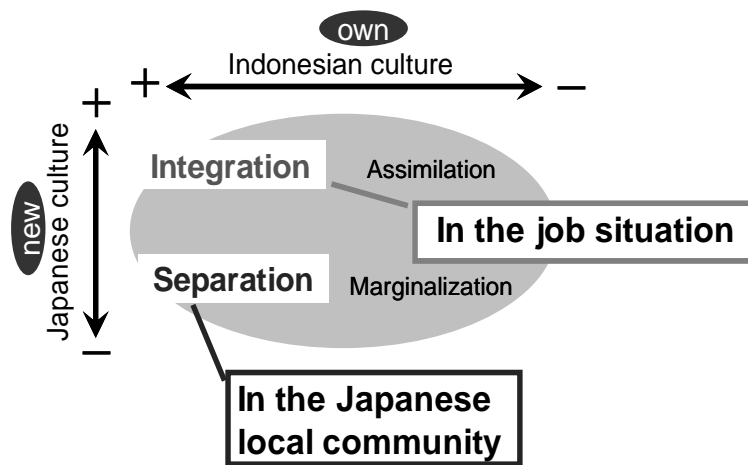 own
Indonesian culture
+ −
+
new
Japanese culture
−
Integration
Assimilation
In the job situation
Separation
Marginalization
In the Japanese
local community